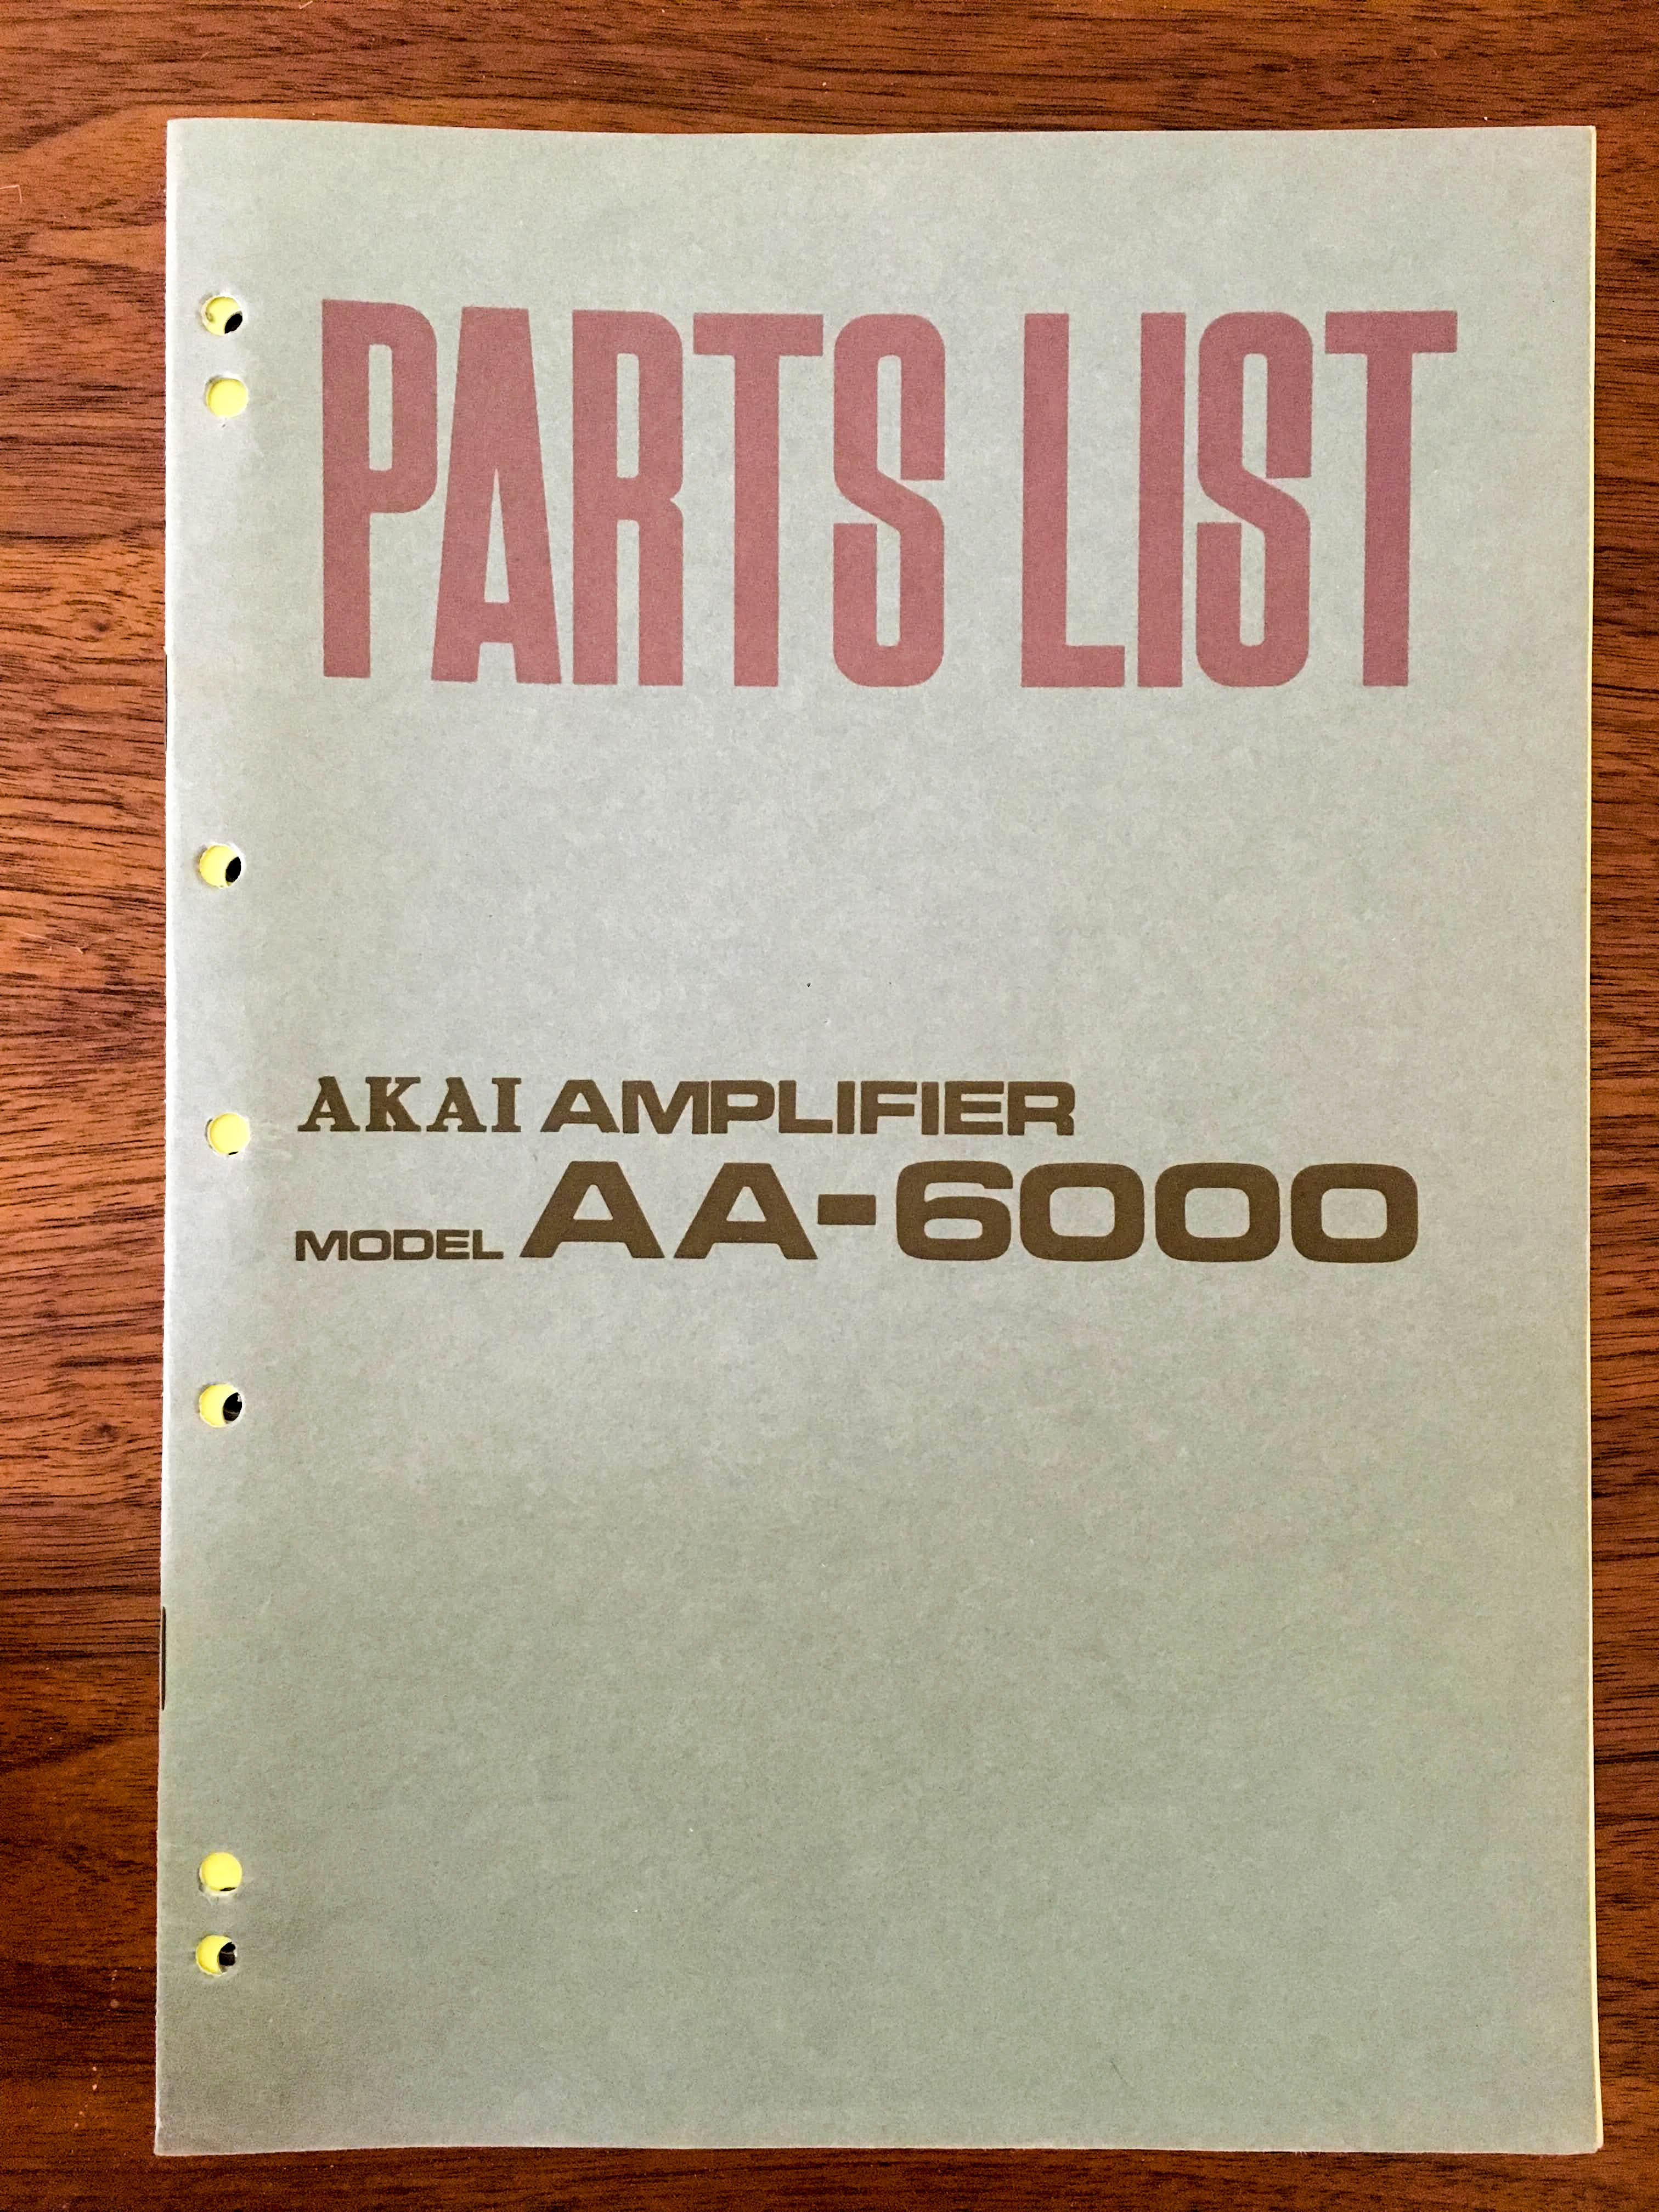 PARTS LIST
AKAI AMPLIFIER
MODEL AA-6000